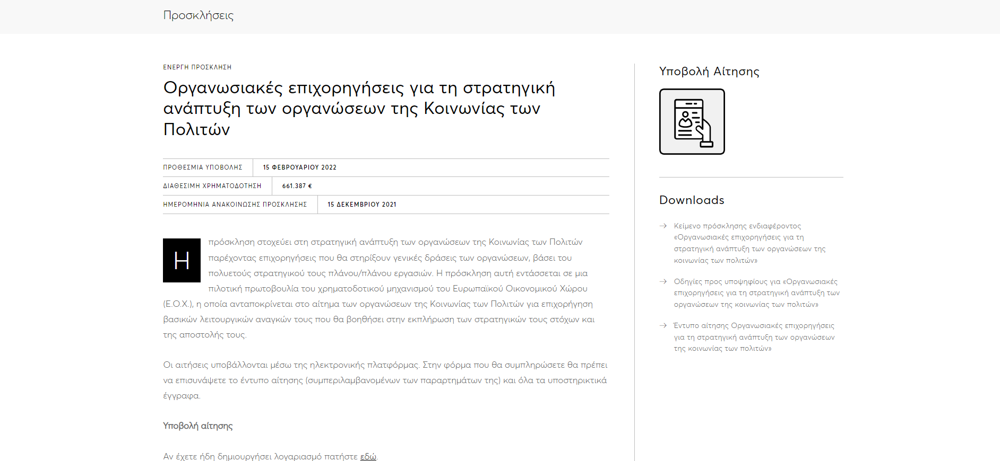 Προσκλήσεις
ΕΝΕΡΓΗ ΠΡΟΣΚΛΗΣΗ
Οργανωσιακές επιχορηγήσεις για τη στρατηγική
ανάπτυξη των οργανώσεων της Κοινωνίας των
Πολιτών
ΠΡΟΘΕΣΜΙΑ ΥΠΟΒΟΛΗΣ 15 ΦΕΒΡΟΥΑΡΙΟΥ 2022
ΔΙΑΘΕΣΙΜΗ ΧΡΗΜΑΤΟΔΟΤΗΣΗ 661.387 €
ΗΜΕΡΟΜΗΝΙΑ ΑΝΑΚΟΙΝΩΣΗΣ ΠΡΟΣΚΛΗΣΗΣ 15 ΔΕΚΕΜΒΡΙΟΥ 2021
Η πρόσκληση στοχεύει στη στρατηγική ανάπτυξη των οργανώσεων της Κοινωνίας των Πολιτών
παρέχοντας επιχορηγήσεις που θα στηρίξουν γενικές δράσεις των οργανώσεων, βάσει του
πολυετούς στρατηγικού τους πλάνου/πλάνου εργασιών. Η πρόσκληση αυτή εντάσσεται σε μια
πιλοτική πρωτοβουλία του χρηματοδοτικού μηχανισμού του Ευρωπαϊκού Οικονομικού Χώρου
(Ε.Ο.Χ.), η οποία ανταποκρίνεται στο αίτημα των οργανώσεων της Κοινωνίας των Πολιτών για επιχορήγηση
βασικών λειτουργικών αναγκών τους που θα βοηθήσει στην εκπλήρωση των στρατηγικών τους στόχων και
της αποστολής τους.
Οι αιτήσεις υποβάλλονται μέσω της ηλεκτρονικής πλατφόρμας. Στην φόρμα που θα συμπληρώσετε θα πρέπει
να επισυνάψετε το έντυπο αίτησης (συμπεριλαμβανομένων των παραρτημάτων της) και όλα τα υποστηρικτικά
έγγραφα.
Υποβολή αίτησης
Αν έχετε ήδη δημιουργήσει λογαριασμό πατήστε εδώ.
Υποβολή Αίτησης
Downloads
Κείμενο πρόσκλησης ενδιαφέροντος
«Οργανωσιακές επιχορηγήσεις για τη
στρατηγική ανάπτυξη των οργανώσεων της
κοινωνίας των πολιτών»
Οδηγίες προς υποψηφίους για «Οργανωσιακές
επιχορηγήσεις για τη στρατηγική ανάπτυξη των
οργανώσεων της κοινωνίας των πολιτών»
Έντυπο αίτησης Οργανωσιακές επιχορηγήσεις
για τη στρατηγική ανάπτυξη των οργανώσεων
της κοινωνίας των πολιτών»